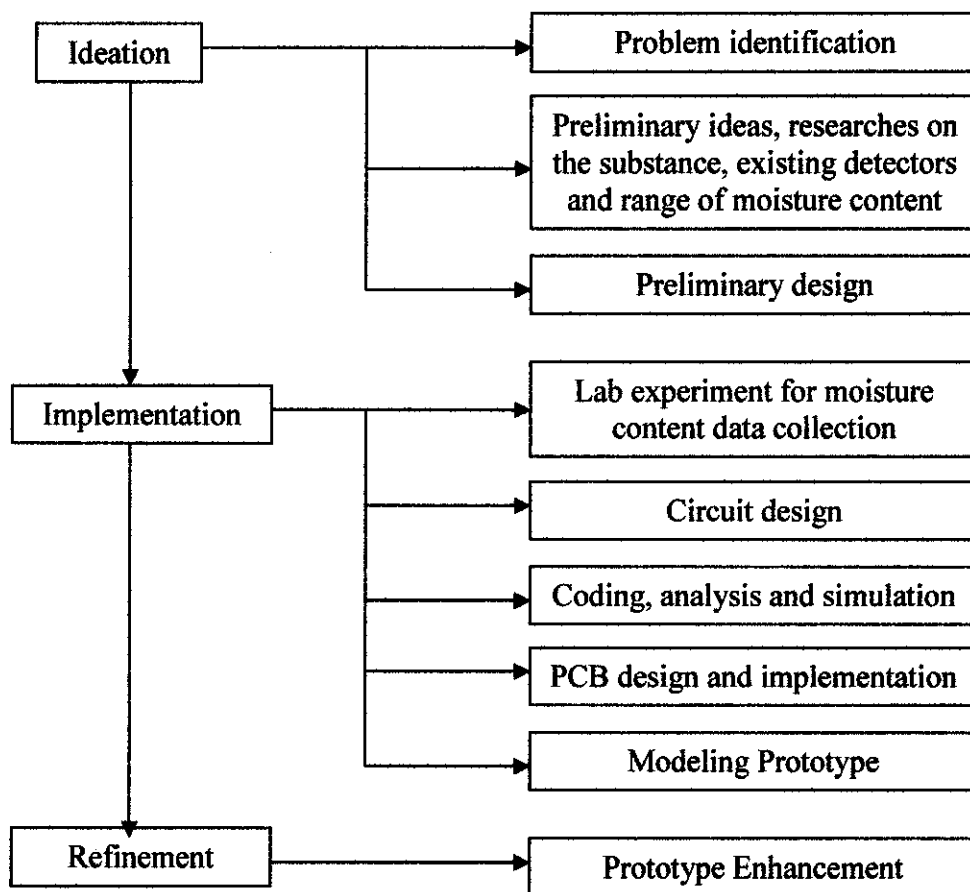 Ideation
Problem identification
Preliminary ideas, researches on
the substance, existing detectors
and range of moisture content
Preliminary design
Implementation
Lab experiment for moisture
content data collection
Circuit design
Coding, analysis and simulation
PCB design and implementation
Modeling Prototype
Refinement
Prototype Enhancement